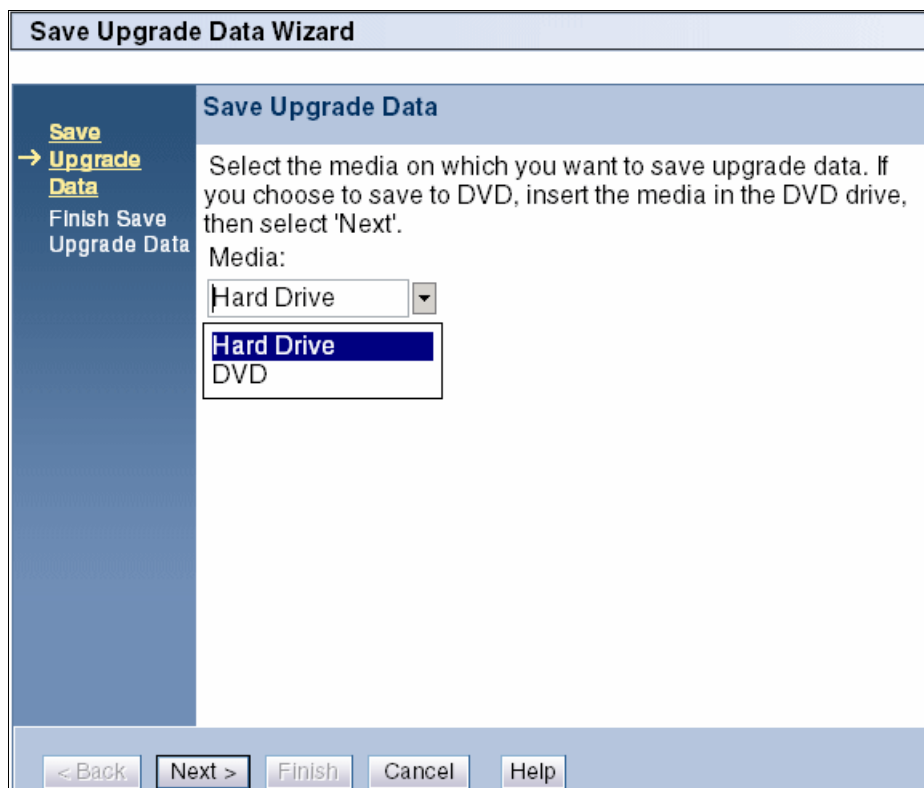 Save Upgrade Data Wizard
Save
→ Upgrade
Data
Finish Save
Upgrade Data
Save Upgrade Data
Select the media on which you want to save upgrade data. If
you choose to save to DVD, insert the media in the DVD drive,
then select 'Next'.
Media:
Hard Drive
Hard Drive
DVD
< Back
Next >
Finish
Cancel
Help